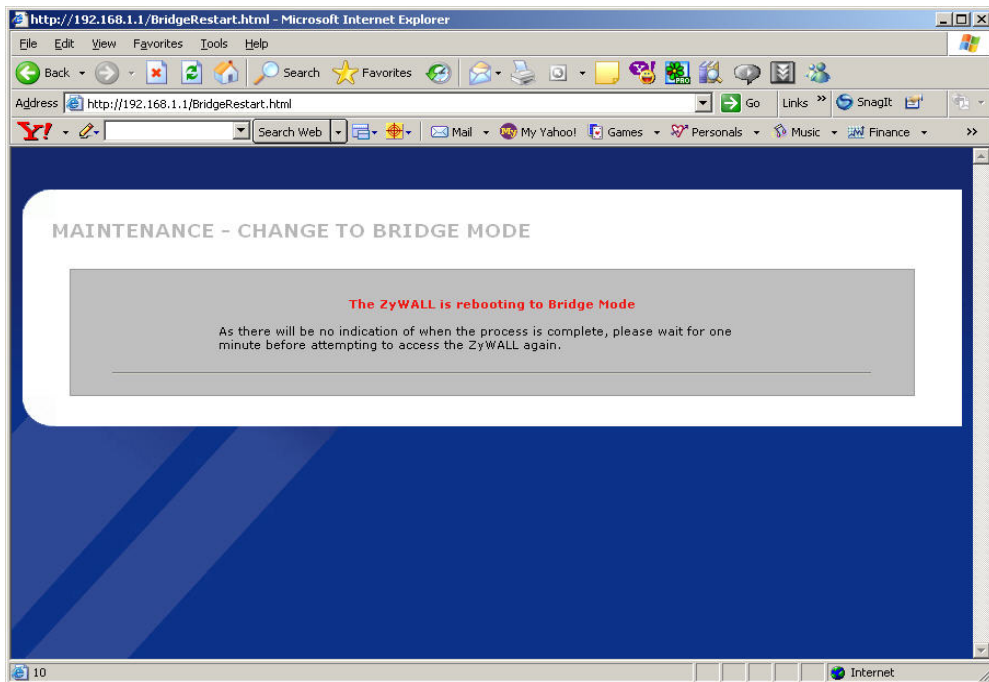 http://192.168.1.1/BridgeRestart.html - Microsoft Internet Explorer
File Edit View Favorites Tools Help
Back Search Favorites PRO
Address http://192.168.1.1/BridgeRestart.html Go Links » SnagIt
Y! Search Web Mail My Yahoo! Games Personals Music Finance »
MAINTENANCE - CHANGE TO BRIDGE MODE
The ZyWALL is rebooting to Bridge Mode
As there will be no indication of when the process is complete, please wait for one
minute before attempting to access the ZyWALL again.
10 Internet